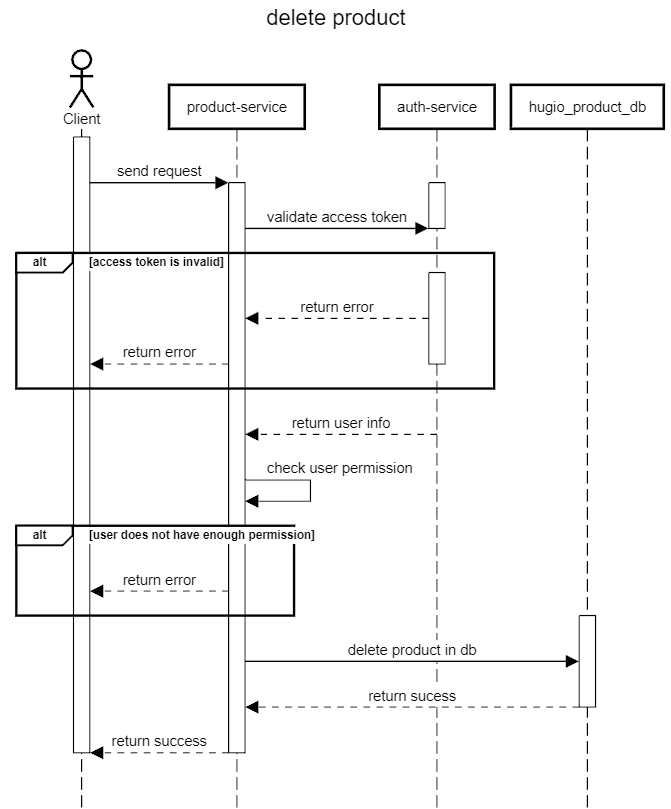 delete product
Client
product-service
auth-service
hugio_product_db
send request
validate access token
alt
[access token is invalid]
return error
return error
return user info
check user permission
alt
[user does not have enough permission]
return error
delete product in db
return sucess
return success